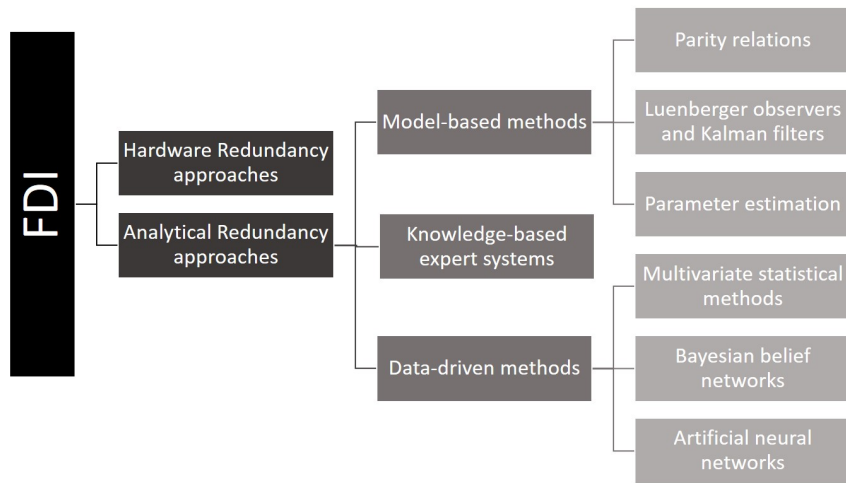 FDI
Hardware Redundancy
approaches
Analytical Redundancy
approaches
Model-based methods
Knowledge-based
expert systems
Data-driven methods
Parity relations
Luenberger observers
and Kalman filters
Parameter estimation
Multivariate statistical
methods
Bayesian belief
networks
Artificial neural
networks